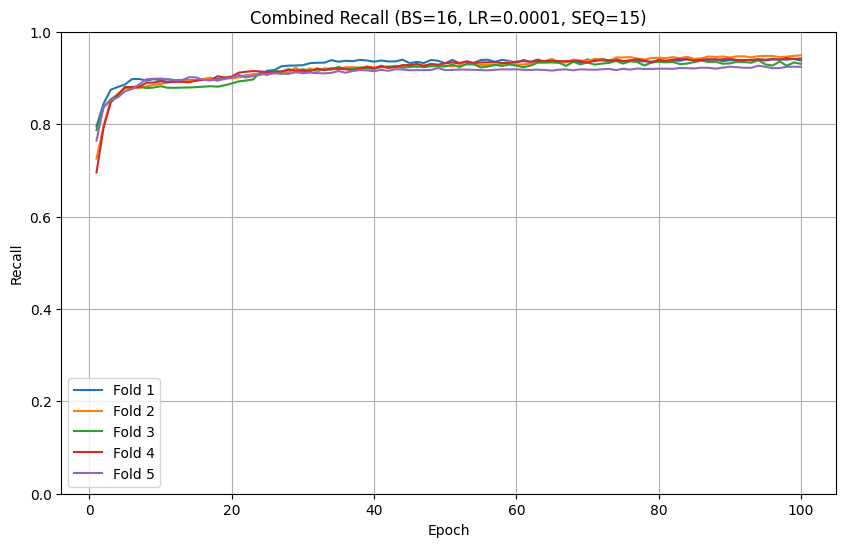 Combined Recall (BS=16, LR=0.0001, SEQ=15)
Recall
1.0
0.8
0.6
0.4
0.2
0.0
Fold 1
Fold 2
Fold 3
Fold 4
Fold 5
0 20 40 60 80 100
Epoch